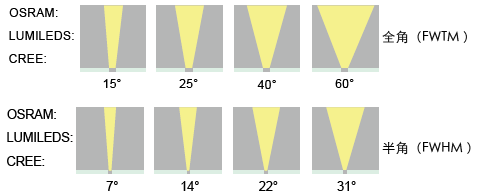 OSRAM:
LUMILEDS:
CREE:
全角（FWTM ）
15° 25° 40° 60°
OSRAM:
LUMILEDS:
CREE:
半角（FWHM ）
7° 14° 22° 31°